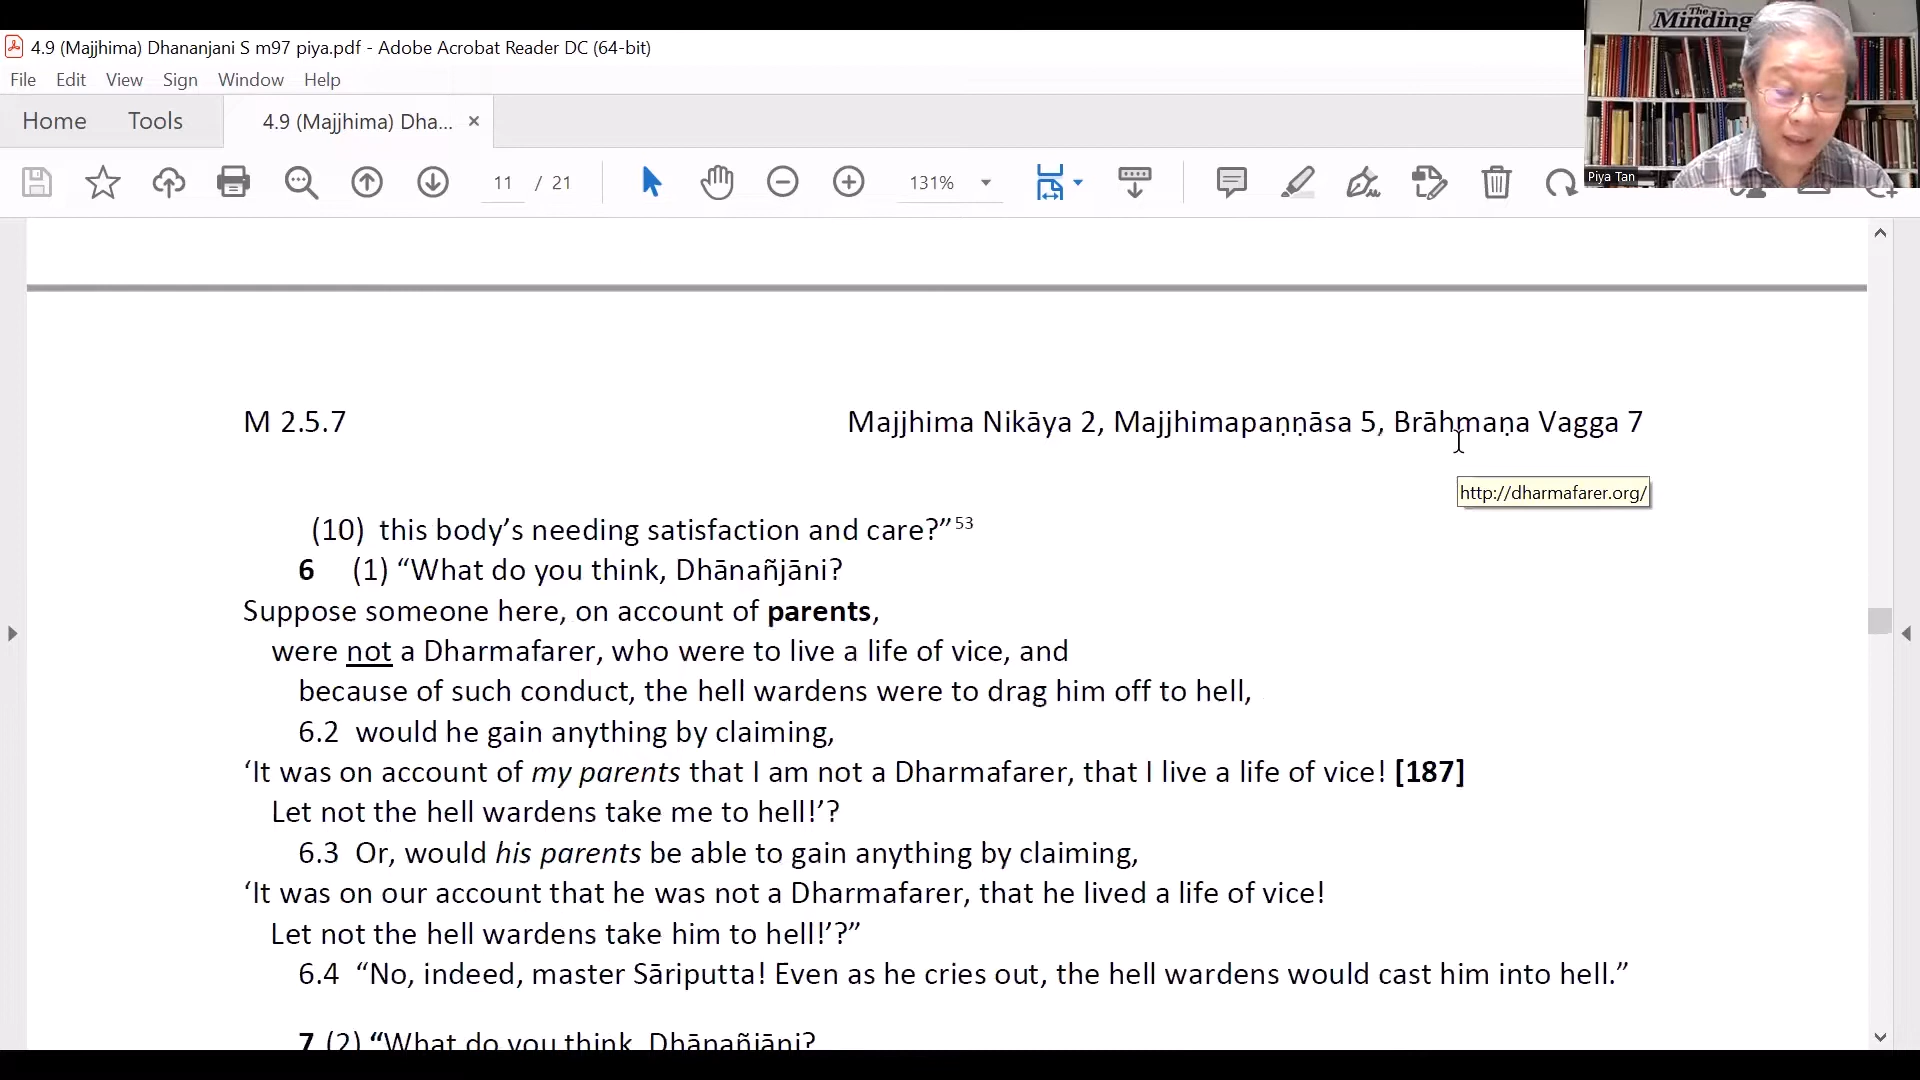 4.9 (Majjhima) Dhananjani S m97 piya.pdf - Adobe Acrobat Reader DC (64-bit)
The
Minding
File Edit View Sign Window Help
Home Tools 4.9 (Majjhima) Dha... ×
11 / 21 131%
Piya Tan
M 2.5.7 Majjhima Nikāya 2, Majjhimapaṇṇāsa 5, Brāhmaṇa Vagga 7
http://dharmafarer.org/
(10) this body’s needing satisfaction and care?”53
6 (1) “What do you think, Dhānañjāni?
Suppose someone here, on account of parents,
were not a Dharmafarer, who were to live a life of vice, and
because of such conduct, the hell wardens were to drag him off to hell,
6.2 would he gain anything by claiming,
‘It was on account of my parents that I am not a Dharmafarer, that I live a life of vice! [187]
Let not the hell wardens take me to hell!’?
6.3 Or, would his parents be able to gain anything by claiming,
‘It was on our account that he was not a Dharmafarer, that he lived a life of vice!
Let not the hell wardens take him to hell!’?”
6.4 “No, indeed, master Sāriputta! Even as he cries out, the hell wardens would cast him into hell.”
7 (2) “What do you think, Dhānañjāni?